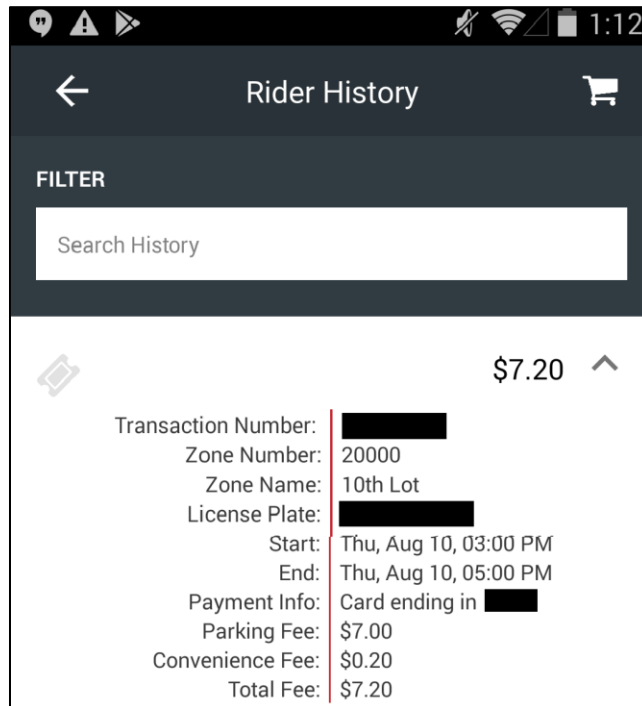 1:12
Rider History
FILTER
Search History
$7.20
Transaction Number:
Zone Number: 20000
Zone Name: 10th Lot
License Plate:
Start: Thu, Aug 10, 03:00 PM
End: Thu, Aug 10, 05:00 PM
Payment Info: Card ending in
Parking Fee: $7.00
Convenience Fee: $0.20
Total Fee: $7.20